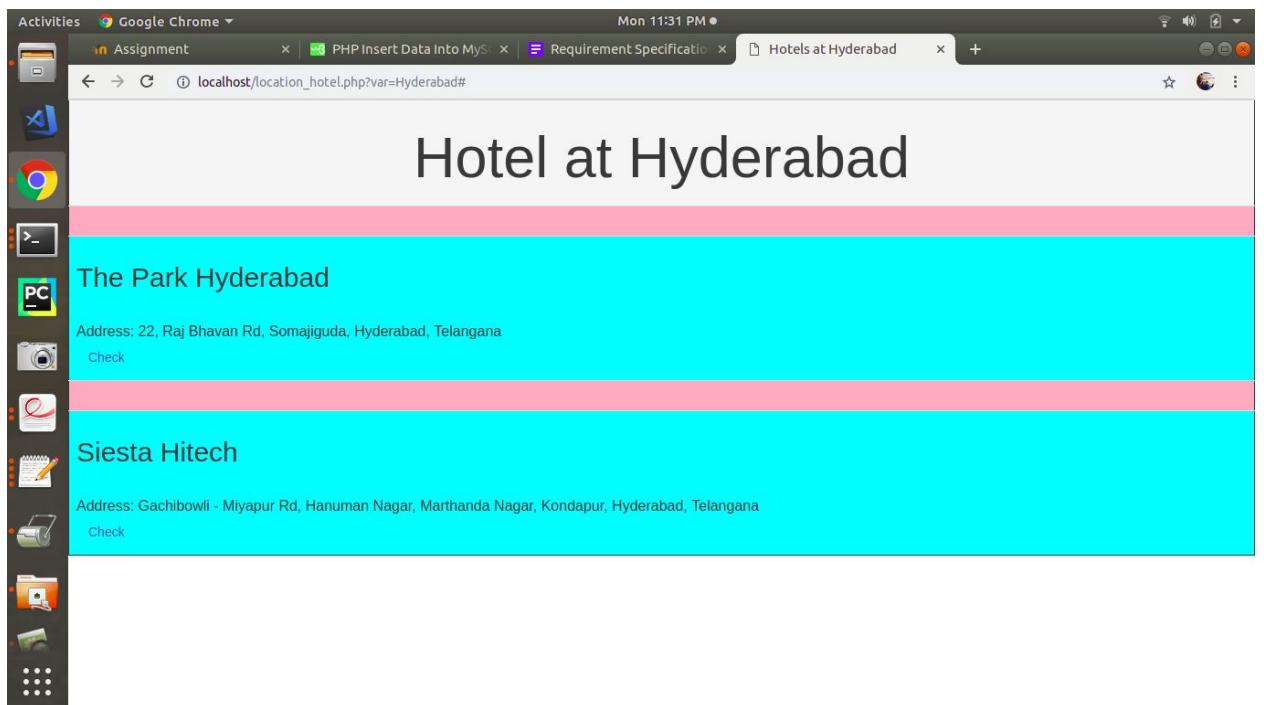 Activities Google Chrome Mon 11:31 PM
Assignment PHP Insert Data Into MyS Requirement Specificatio Hotels at Hyderabad
localhost/location_hotel.php?var=Hyderabad#
Hotel at Hyderabad
The Park Hyderabad
Address: 22, Raj Bhavan Rd, Somajiguda, Hyderabad, Telangana
Check
Siesta Hitech
Address: Gachibowli - Miyapur Rd, Hanuman Nagar, Marthanda Nagar, Kondapur, Hyderabad, Telangana
Check
PC